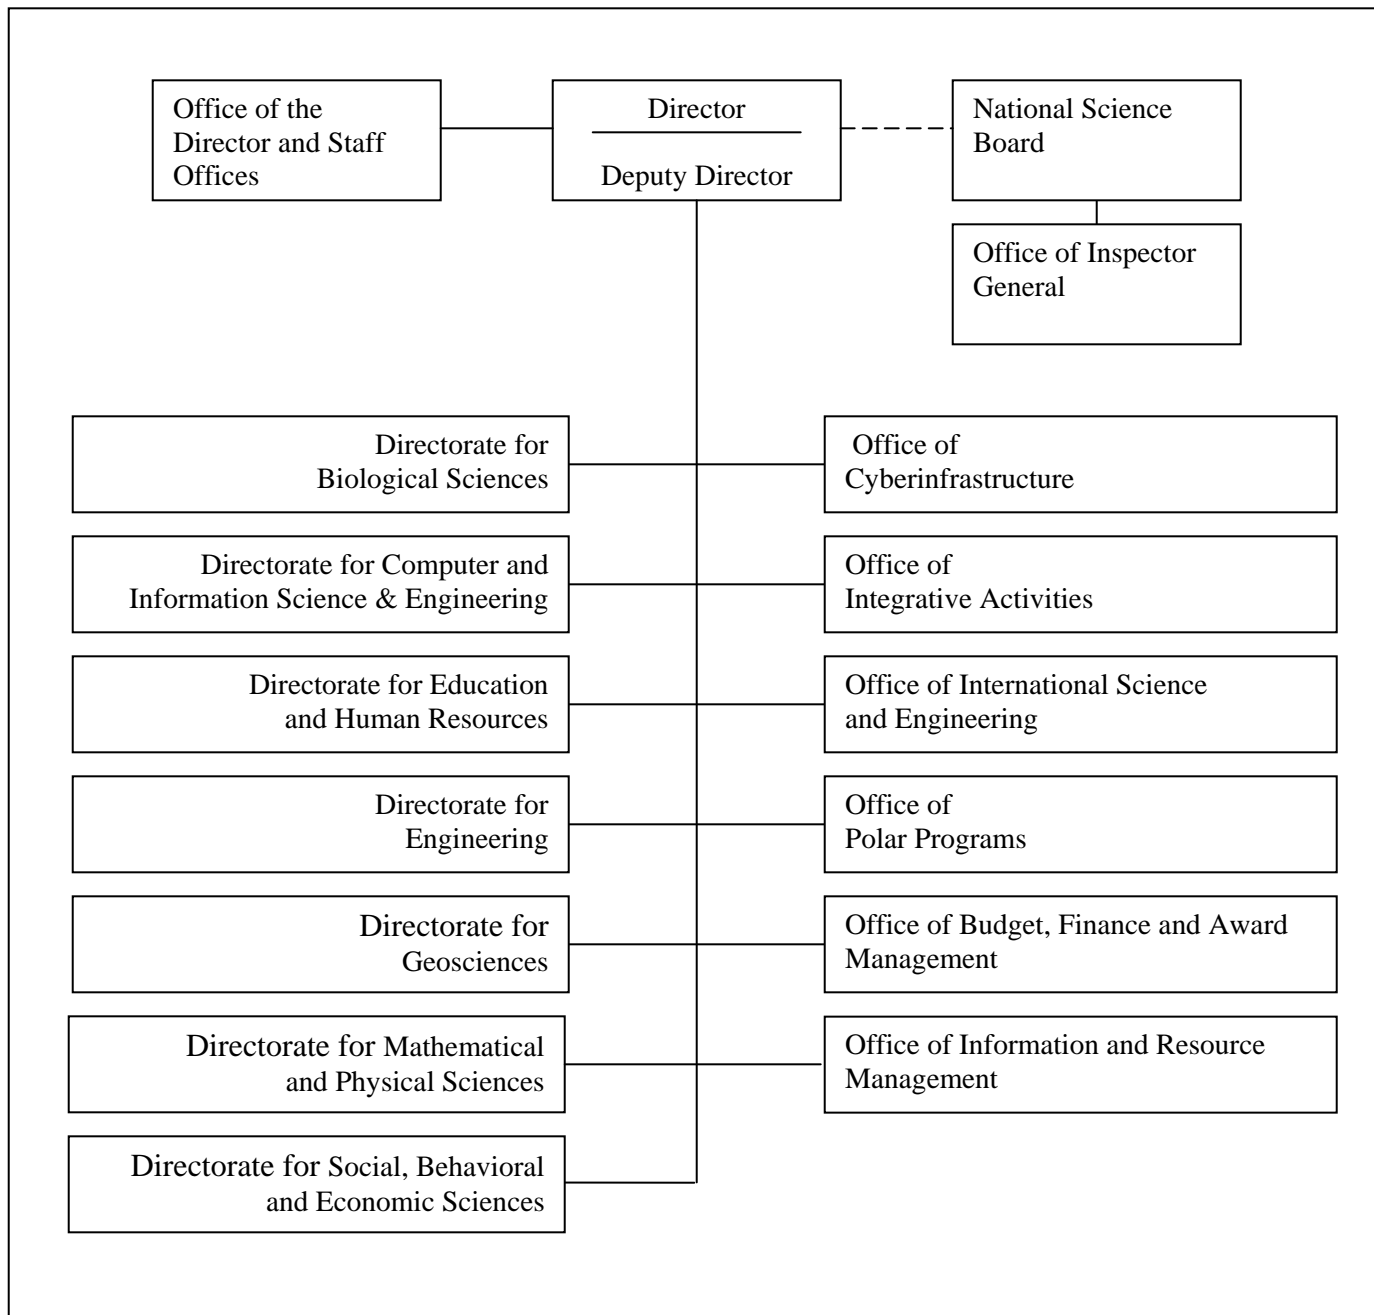 Office of the
Director and Staff
Offices
Director
Deputy Director
National Science
Board
Office of Inspector
General
Directorate for
Biological Sciences
Office of
Cyberinfrastructure
Directorate for Computer and
Information Science & Engineering
Office of
Integrative Activities
Directorate for Education
and Human Resources
Office of International Science
and Engineering
Directorate for
Engineering
Office of
Polar Programs
Directorate for
Geosciences
Office of Budget, Finance and Award
Management
Directorate for Mathematical
and Physical Sciences
Office of Information and Resource
Management
Directorate for Social, Behavioral
and Economic Sciences